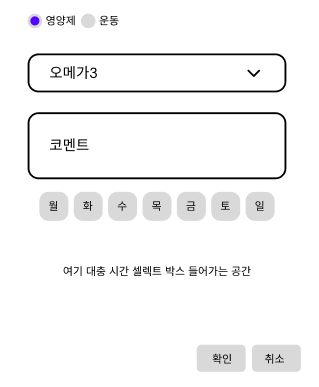 영양제 운동
오메가3
코멘트
월 화 수 목 금 토 일
여기 대충 시간 셀렉트 박스 들어가는 공간
확인 취소